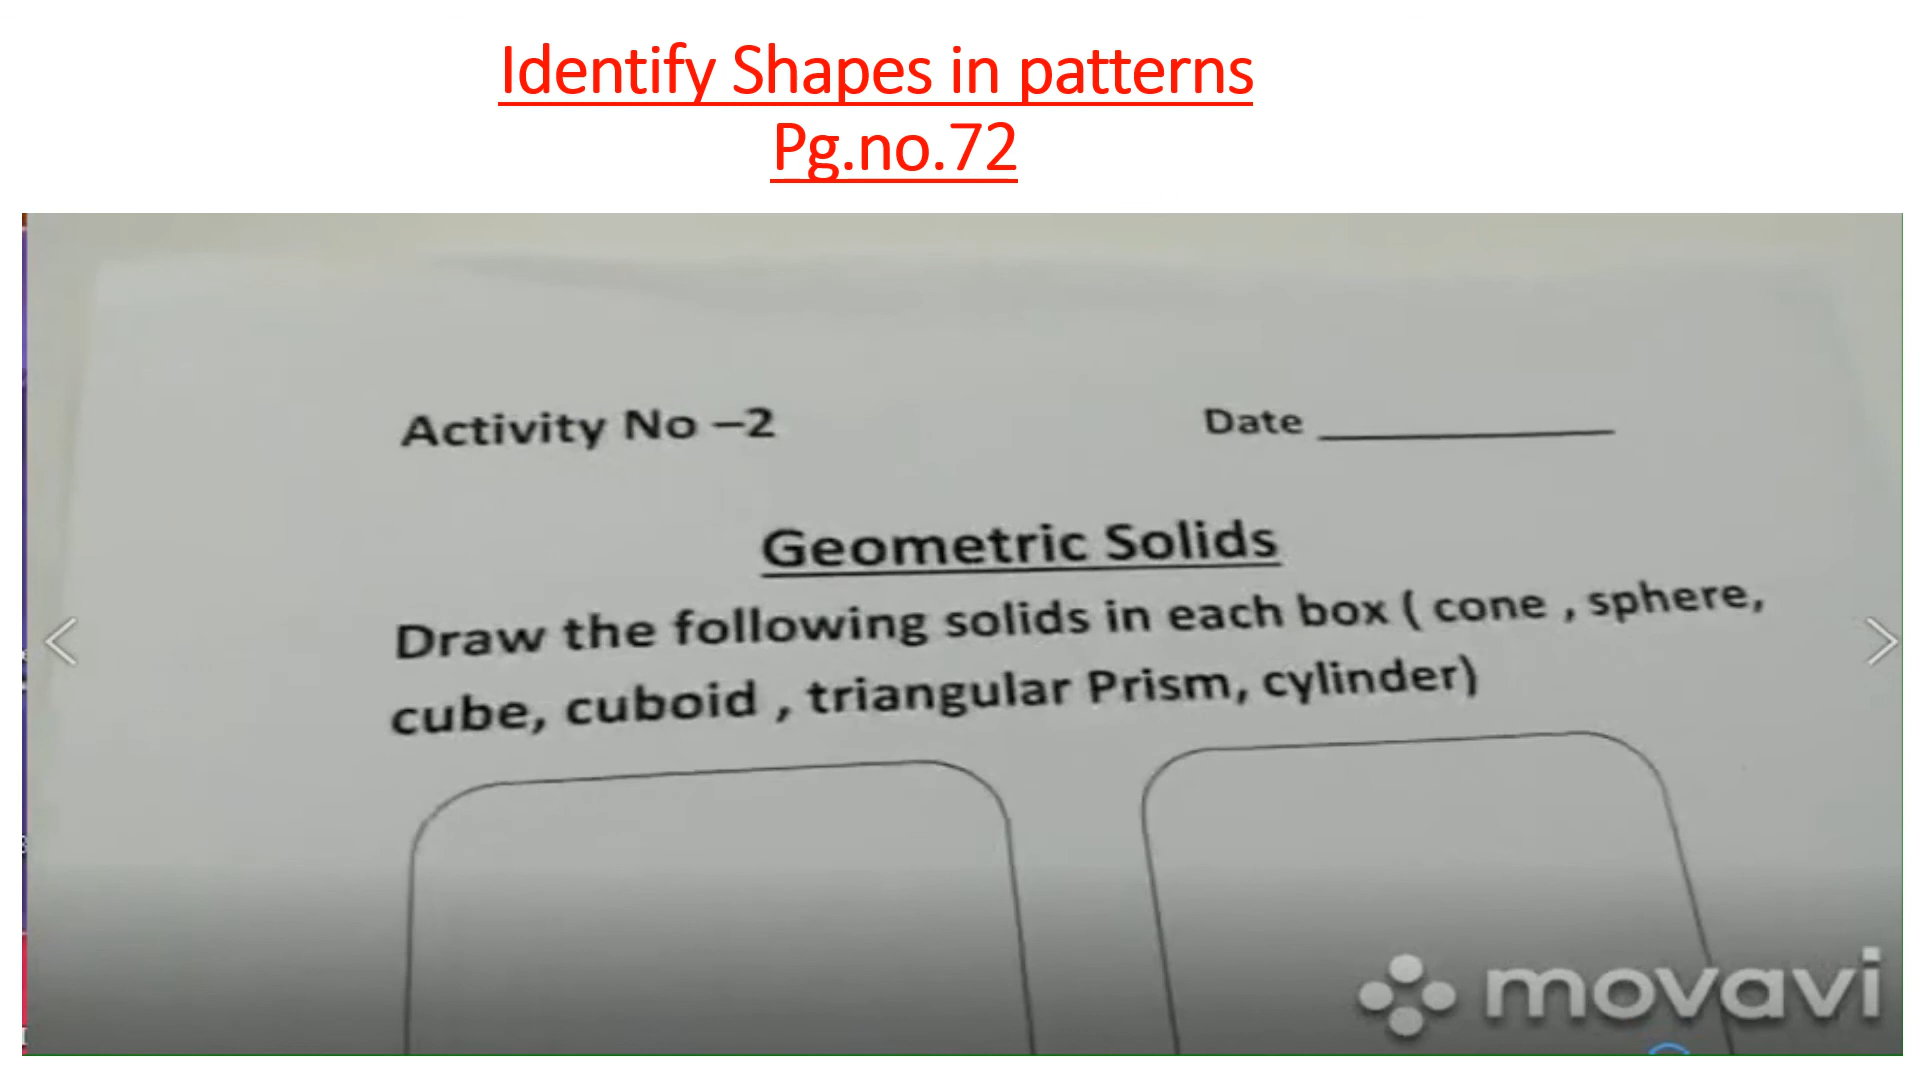 Identify Shapes in patterns
Pg.no.72
Activity No –2
Date ____________
Geometric Solids
Draw the following solids in each box ( cone , sphere,
cube, cuboid , triangular Prism, cylinder)
movavi